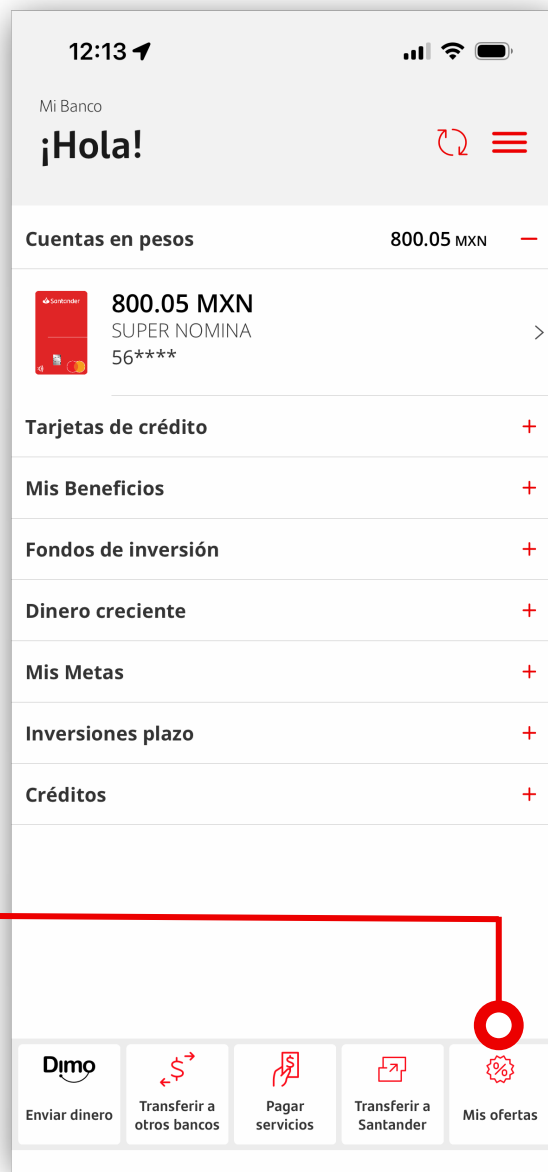 12:13
Mi Banco
¡Hola!
Cuentas en pesos 800.05 MXN
Santander
800.05 MXN
SUPER NOMINA
56****
Tarjetas de crédito
Mis Beneficios
Fondos de inversión
Dinero creciente
Mis Metas
Inversiones plazo
Créditos
Dimo
Enviar dinero
Transferir a
otros bancos
Pagar
servicios
Transferir a
Santander
Mis ofertas